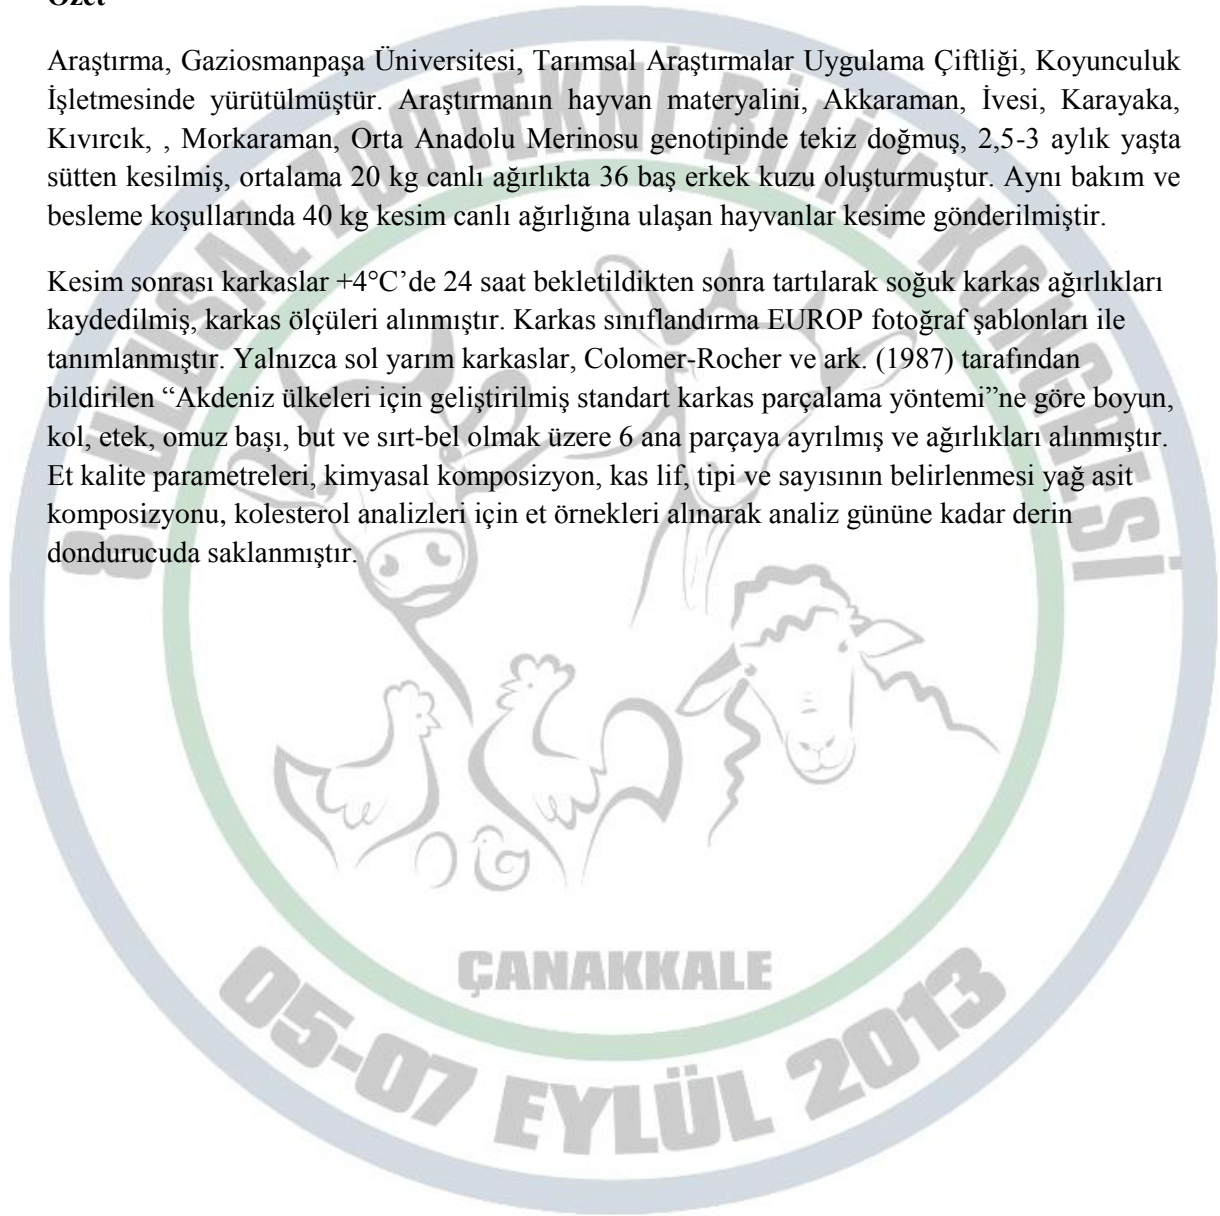 Özet
Araştırma, Gaziosmanpaşa Üniversitesi, Tarımsal Araştırmalar Uygulama Çiftliği, Koyunculuk
İşletmesinde yürütülmüştür. Araştırmanın hayvan materyalini, Akkaraman, İvesi, Karayaka,
Kıvırcık, , Morkaraman, Orta Anadolu Merinosu genotipinde tekiz doğmuş, 2,5-3 aylık yaşta
sütten kesilmiş, ortalama 20 kg canlı ağırlıkta 36 baş erkek kuzu oluşturmuştur. Aynı bakım ve
besleme koşullarında 40 kg kesim canlı ağırlığına ulaşan hayvanlar kesime gönderilmiştir.
Kesim sonrası karkaslar +4°C’de 24 saat bekletildikten sonra tartılarak soğuk karkas ağırlıkları
kaydedilmiş, karkas ölçüleri alınmıştır. Karkas sınıflandırma EUROP fotoğraf şablonları ile
tanımlanmıştır. Yalnızca sol yarım karkaslar, Colomer-Rocher ve ark. (1987) tarafından
bildirilen “Akdeniz ülkeleri için geliştirilmiş standart karkas parçalama yöntemi”ne göre boyun,
kol, etek, omuz başı, but ve sırt-bel olmak üzere 6 ana parçaya ayrılmış ve ağırlıkları alınmıştır.
Et kalite parametreleri, kimyasal komposizyon, kas lif, tipi ve sayısının belirlenmesi yağ asit
komposizyonu, kolesterol analizleri için et örnekleri alınarak analiz gününe kadar derin
dondurucuda saklanmıştır.
8. ULUSAL ZOOTEKNİ BİLİM KONGRESİ
ÇANAKKALE
05-07 EYLÜL 2013